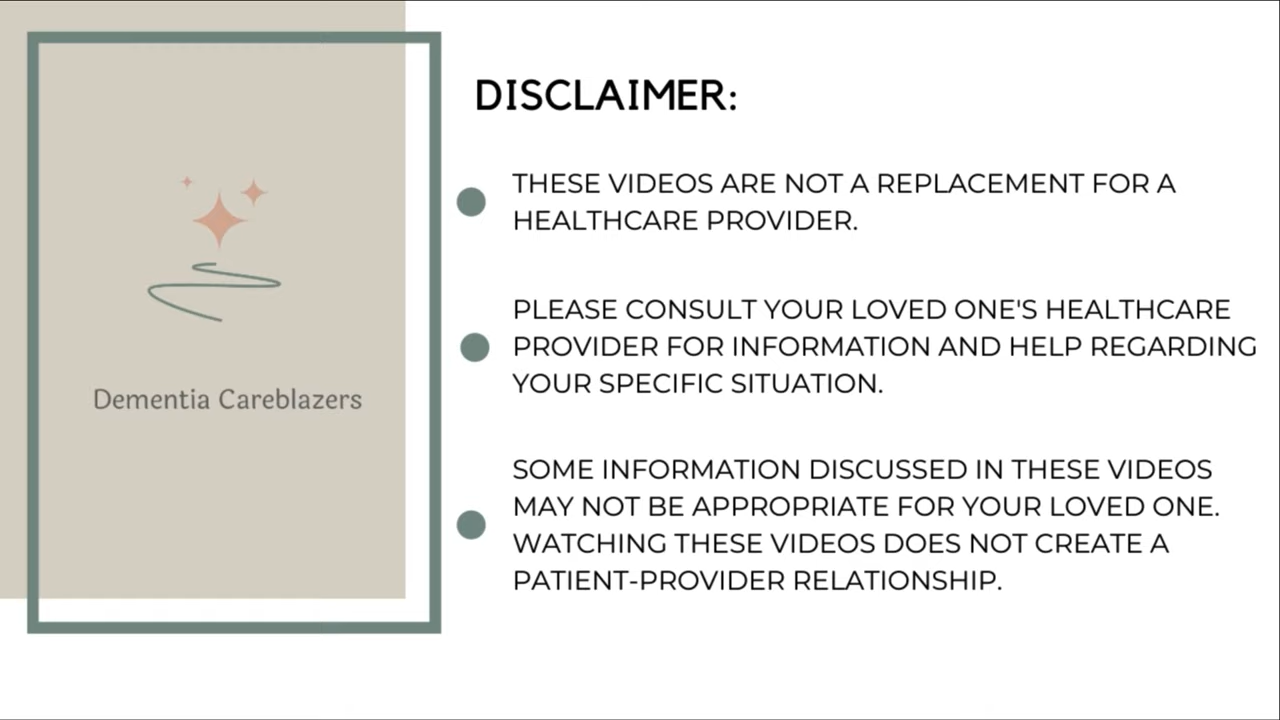 DISCLAIMER:
THESE VIDEOS ARE NOT A REPLACEMENT FOR A
HEALTHCARE PROVIDER.
PLEASE CONSULT YOUR LOVED ONE'S HEALTHCARE
PROVIDER FOR INFORMATION AND HELP REGARDING
YOUR SPECIFIC SITUATION.
SOME INFORMATION DISCUSSED IN THESE VIDEOS
MAY NOT BE APPROPRIATE FOR YOUR LOVED ONE.
WATCHING THESE VIDEOS DOES NOT CREATE A
PATIENT-PROVIDER RELATIONSHIP.
Dementia Careblazers